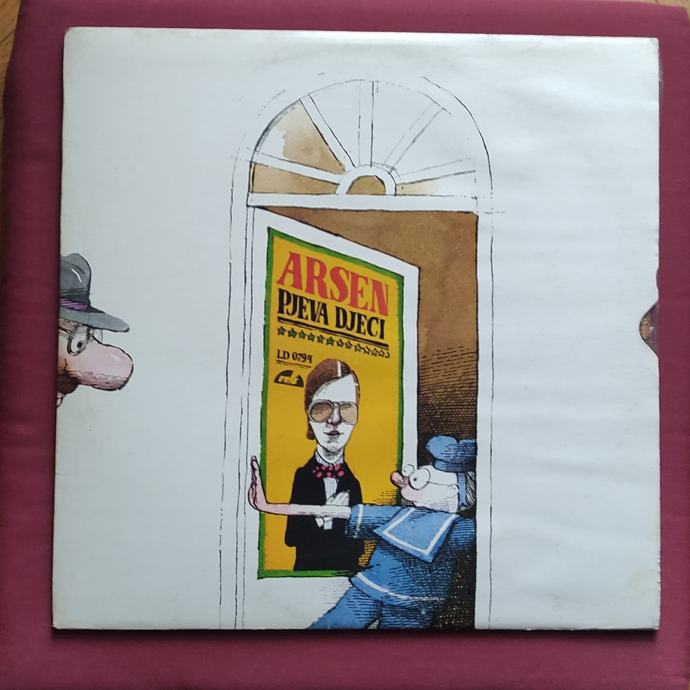 ARSEN
PJEVA DJECI
LD 0794